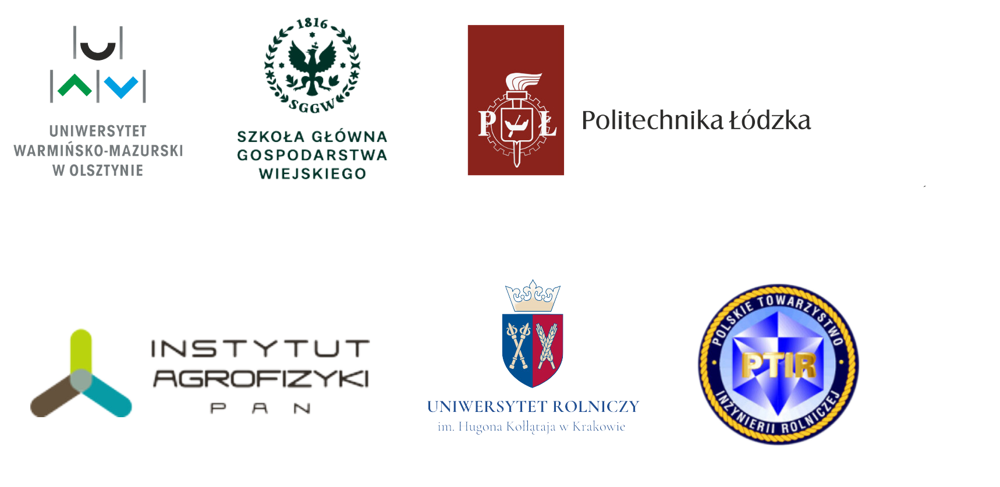 UNIWERSYTET
WARMIŃSKO-MAZURSKI
W OLSZTYNIE
1816
SGGW
SZKOŁA GŁÓWNA
GOSPODARSTWA
WIEJSKIEGO
P Ł
Politechnika Łódzka
INSTYTUT
AGROFIZYKI
PAN
UNIWERSYTET ROLNICZY
im. Hugona Kołłątaja w Krakowie
POLSKIE TOWARZYSTWO
PTIR
INŻYNIERII ROLNICZEJ